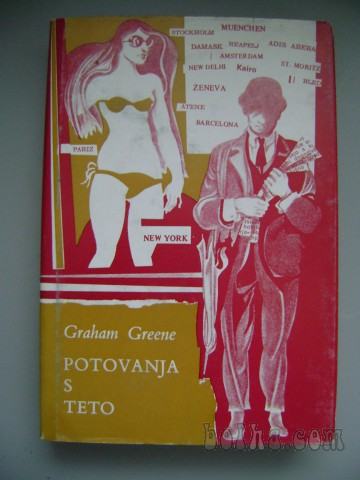 STOCKHOLM
MUENCHEN
DAMASK NEAPELJ ADIS ABEBA
AMSTERDAM
NEW DELHI Kairo ST. MORITZ
BLED
ŽENEVA
ATENE
BARCELONA
PARIZ
NEW YORK
Graham Greene
POTOVANJA
S
TETO
bolha.com